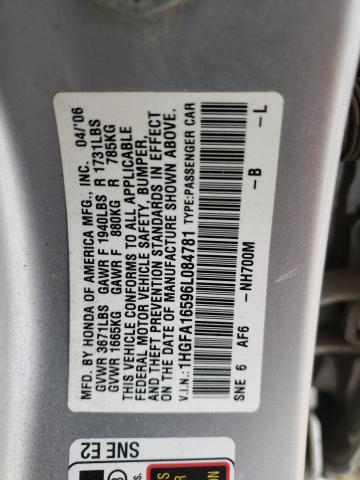 MFD. BY HONDA OF AMERICA MFG., INC. 04/'06
GVWR 3671LBS GAWR F 1940LBS R 1731LBS
GVWR 1665KG GAWR F 880KG R 785KG
THIS VEHICLE CONFORMS TO ALL APPLICABLE
FEDERAL MOTOR VEHICLE SAFETY, BUMPER,
AND THEFT PREVENTION STANDARDS IN EFFECT
ON THE DATE OF MANUFACTURE SHOWN ABOVE.
V.I.N.: 1HGFA16596L084781 TYPE: PASSENGER CAR
SNE 6 AF6 –NH700M –B –L
SNE E2